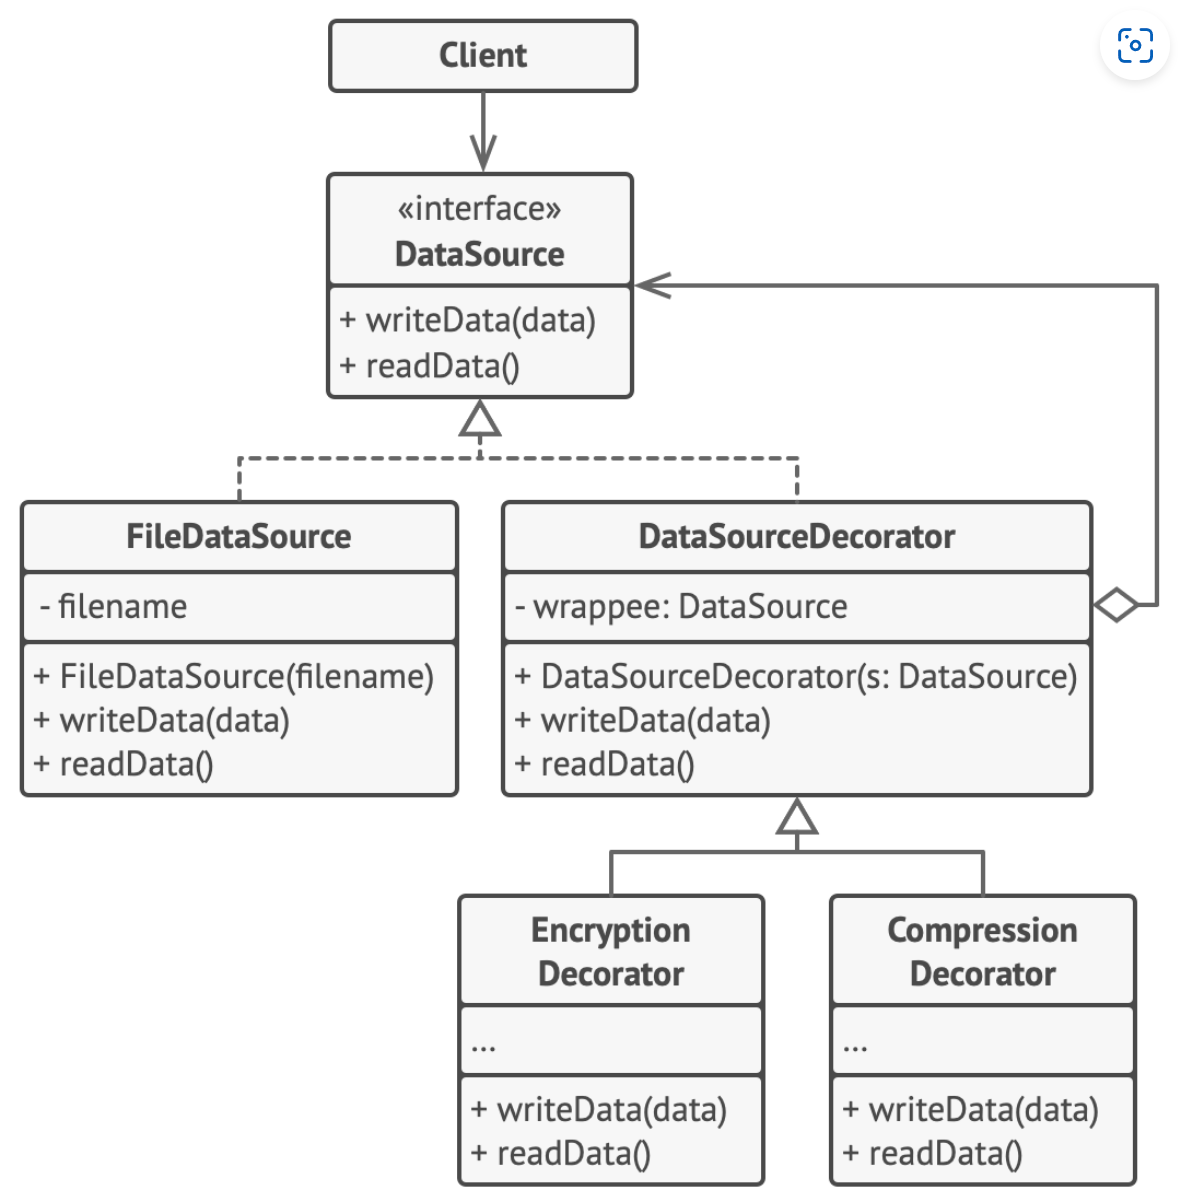 Client
«interface»
DataSource
+ writeData(data)
+ readData()
FileDataSource
- filename
+ FileDataSource(filename)
+ writeData(data)
+ readData()
DataSourceDecorator
- wrappee: DataSource
+ DataSourceDecorator(s: DataSource)
+ writeData(data)
+ readData()
Encryption
Decorator
...
+ writeData(data)
+ readData()
Compression
Decorator
...
+ writeData(data)
+ readData()